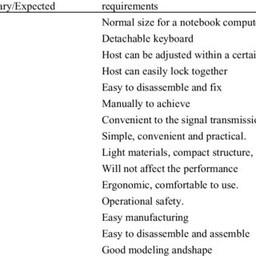 ary/Expected requirements
Normal size for a notebook comput
Detachable keyboard
Host can be adjusted within a certai
Host can easily lock together
Easy to disassemble and fix
Manually to achieve
Convenient to the signal transmissio
Simple, convenient and practical.
Light materials, compact structure,
Will not affect the performance
Ergonomic, comfortable to use.
Operational safety.
Easy manufacturing
Easy to disassemble and assemble
Good modeling andshape